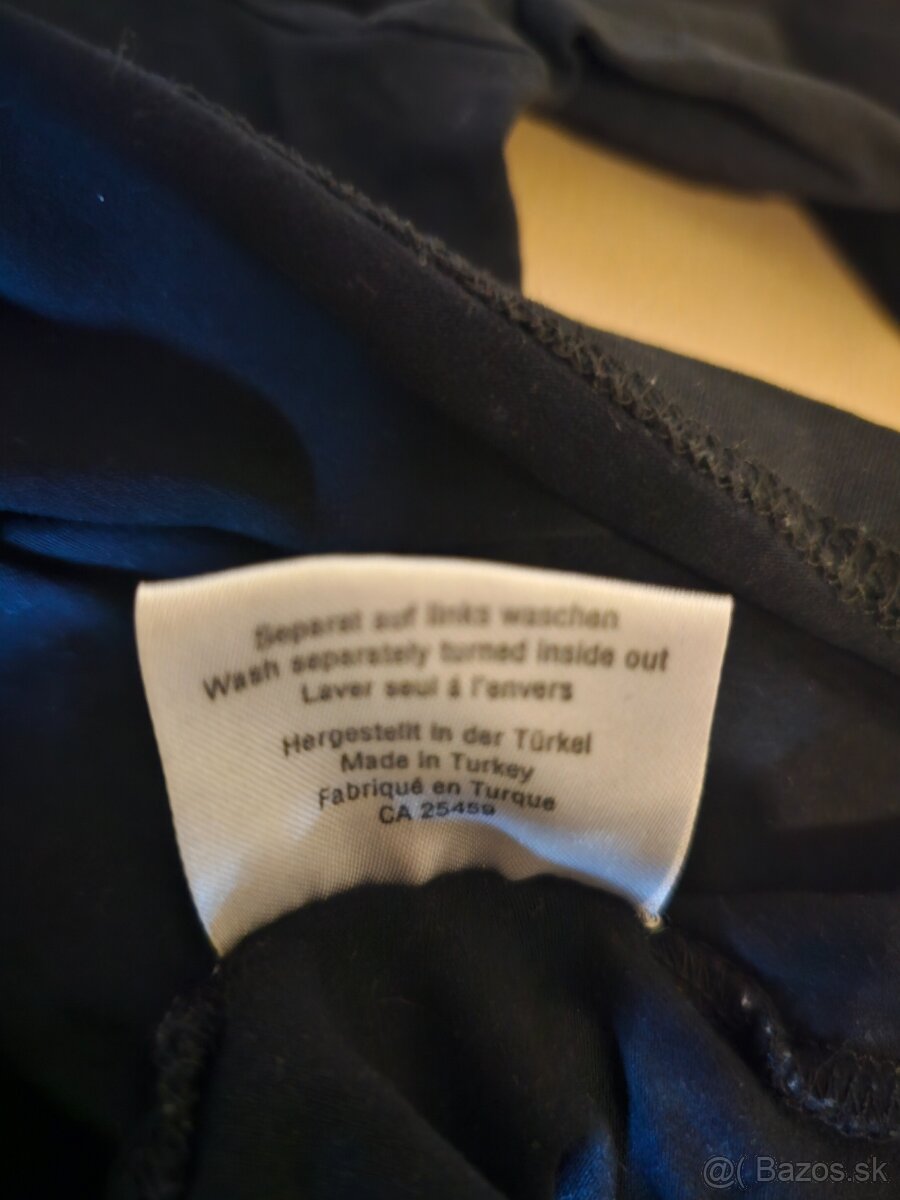 Separat auf links waschen
Wash separately turned inside out
Laver seul à l'envers
Hergestellt in der Türkei
Made in Turkey
Fabriqué en Turque
CA 25459
@( Bazos.sk